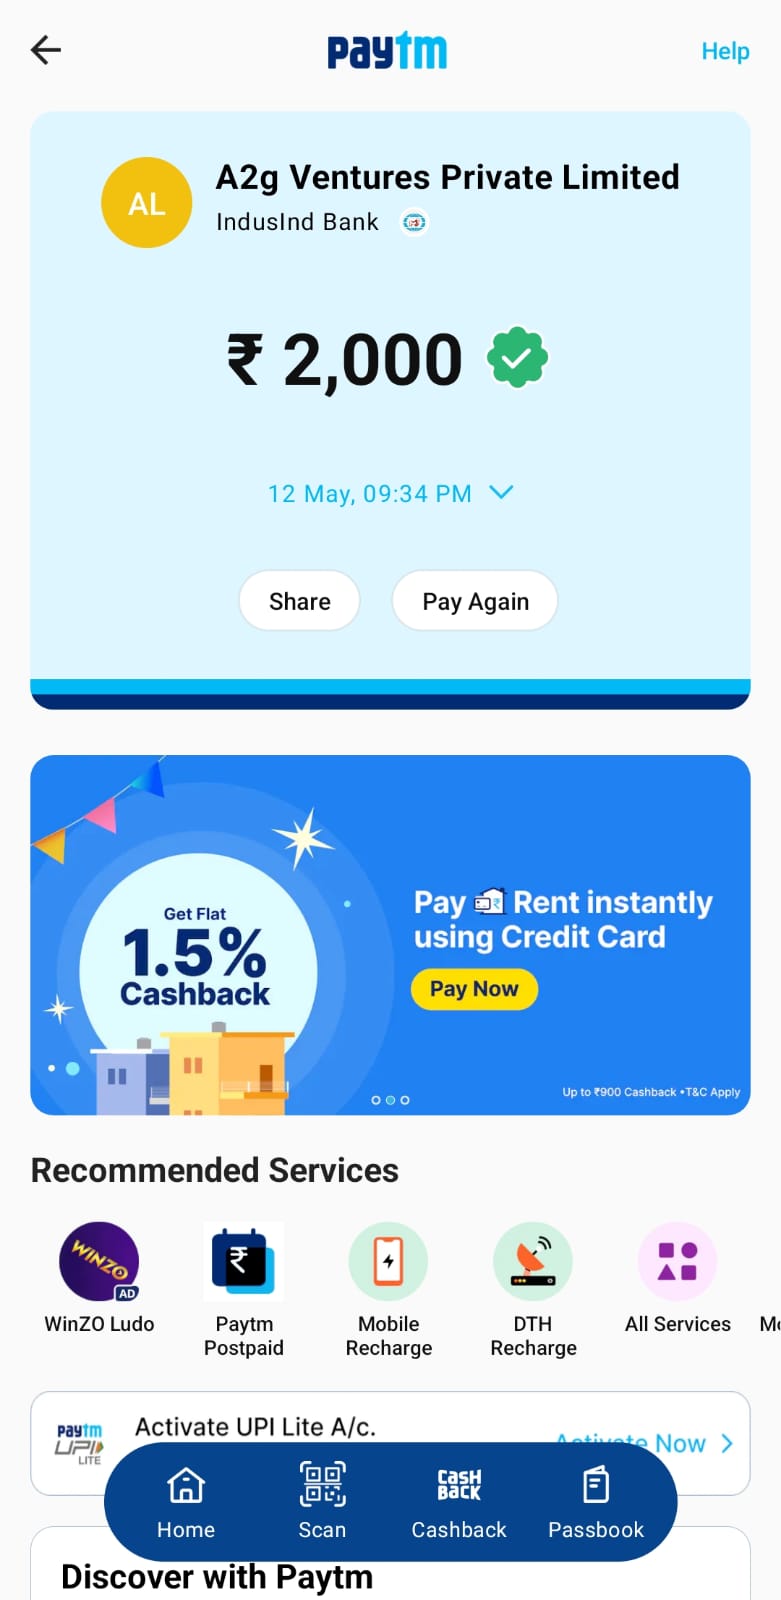 paytm
Help
AL
A2g Ventures Private Limited
IndusInd Bank
₹ 2,000
12 May, 09:34 PM
Share
Pay Again
Get Flat
1.5%
Cashback
Pay Rent instantly
using Credit Card
Pay Now
Up to ₹900 Cashback •T&C Apply
Recommended Services
WINZO
AD
WinZO Ludo
Paytm
Postpaid
Mobile
Recharge
DTH
Recharge
All Services
paytm
UPI
LITE
Activate UPI Lite A/c.
Activate Now
Home
Scan
CASH
BACK
Cashback
Passbook
Discover with Paytm